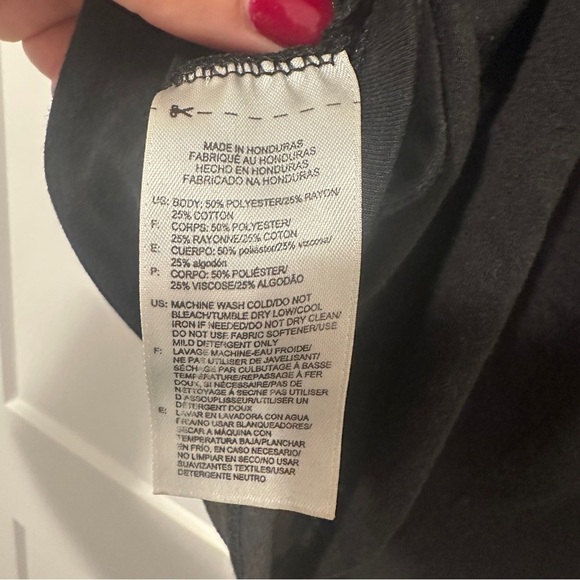 MADE IN HONDURAS
FABRIQUÉ AU HONDURAS
HECHO EN HONDURAS
FABRICADO NA HONDURAS
US: BODY: 50% POLYESTER/25% RAYON/
25% COTTON
F: CORPS: 50% POLYESTER/
25% RAYONNE/25% COTON
E: CUERPO: 50% poliéster/25% viscosa/
25% algodón
P: CORPO: 50% POLIÉSTER/
25% VISCOSE/25% ALGODÃO
US: MACHINE WASH COLD/DO NOT
BLEACH/TUMBLE DRY LOW/COOL
IRON IF NEEDED/DO NOT DRY CLEAN/
DO NOT USE FABRIC SOFTENER/USE
MILD DETERGENT ONLY
F: LAVAGE MACHINE-EAU FROIDE/
NE PAS UTILISER DE JAVELISANT/
SÉCHAGE PAR CULBUTAGE À BASSE
TEMPÉRATURE/REPASSAGE À FER
DOUX, SI NÉCESSAIRE/PAS DE
NETTOYAGE À SEC/NE PAS UTILISER
D'ASSOUPLISSEUR/UTILISER UN
DÉTERGENT DOUX
E: LAVAR EN LAVADORA CON AGUA
FRÍA/NO USAR BLANQUEADORES/
SECAR A MÁQUINA CON
TEMPERATURA BAJA/PLANCHAR
EN FRÍO, EN CASO NECESARIO/
NO LIMPIAR EN SECO/NO USAR
SUAVIZANTES TEXTILES/USAR
DETERGENTE NEUTRO